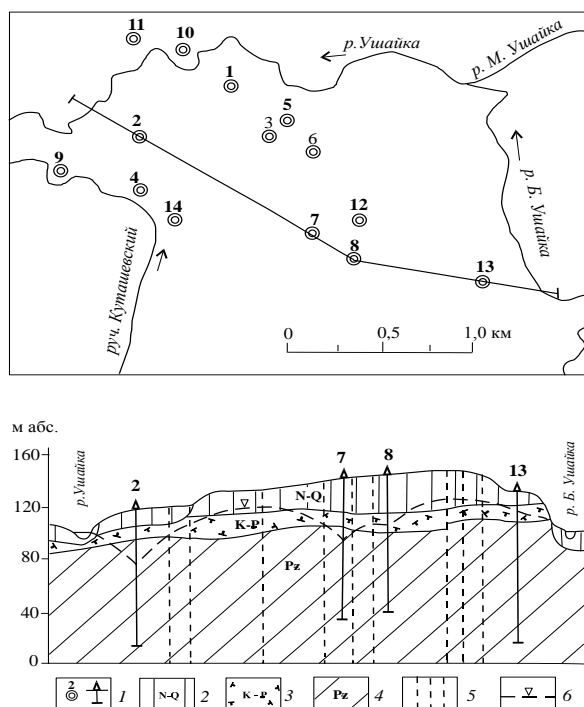 11
10
р. Ушайка
р. М. Ушайка
1
5
2
3
6
9
4
р. Б. Ушайка
14
12
7
8
13
руч. Куташевский
0 0,5 1,0 км
м абс.
160
120
80
40
0
р.Ушайка
2
7
8
13
р. Б. Ушайка
N-Q
K-P
Pz
2 1 N-Q 2 K-P 3 Pz 4 5 6